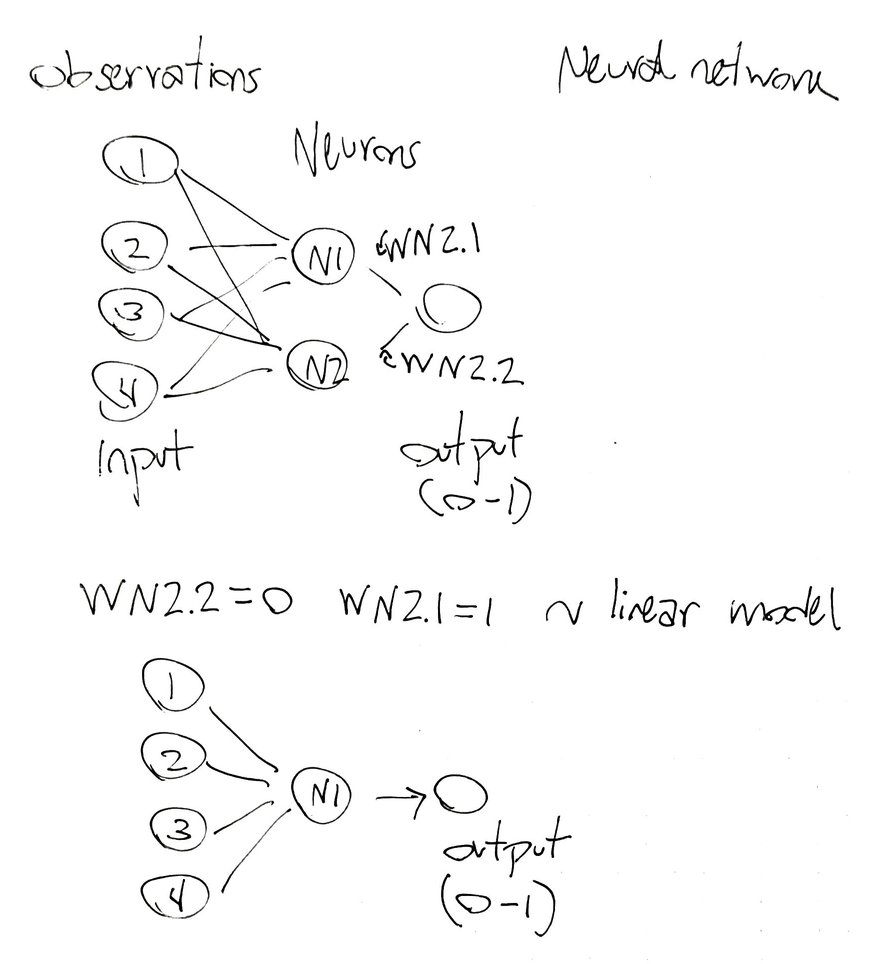 Observations
Neural network
Neurons
1
2
3
4
N1
N2
WN2.1
WN2.2
Input
output
(0-1)
WN2.2=0 WN2.1=1 ~ linear model
1
2
3
4
N1
output
(0-1)